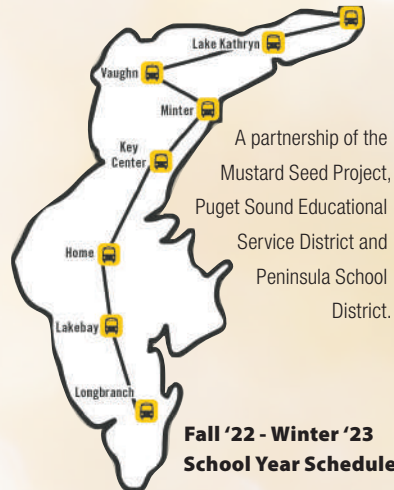 Lake Kathryn
Vaughn
Minter
Key
Center
Home
Lakebay
Longbranch
A partnership of the
Mustard Seed Project,
Puget Sound Educational
Service District and
Peninsula School
District.
Fall ‘22 - Winter ‘23
School Year Schedule